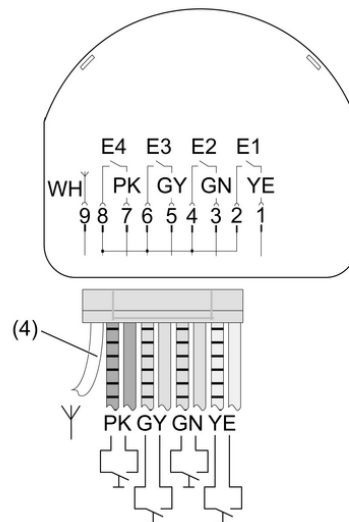 E4 E3 E2 E1
WH PK GY GN YE
9 8 7 6 5 4 3 2 1
(4)
PK GY GN YE